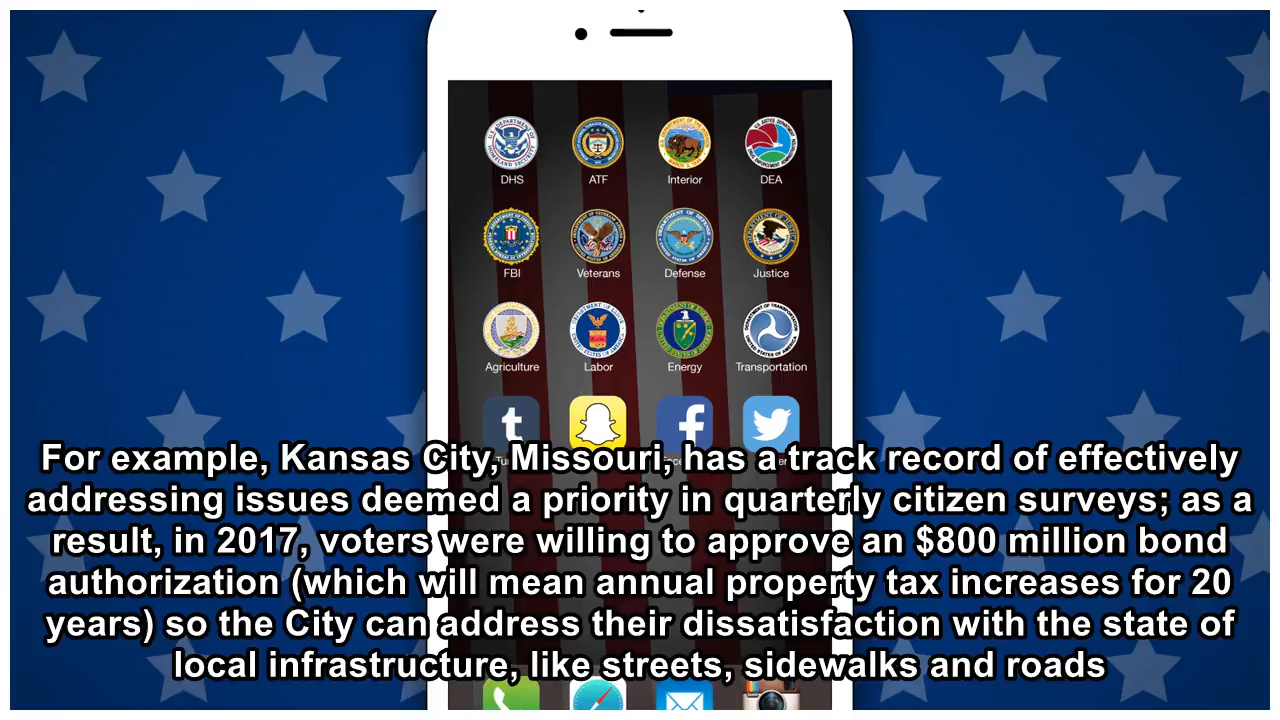 DHS ATF Interior DEA
FBI Veterans Defense Justice
Agriculture Labor Energy Transportation
For example, Kansas City, Missouri, has a track record of effectively
addressing issues deemed a priority in quarterly citizen surveys; as a
result, in 2017, voters were willing to approve an $800 million bond
authorization (which will mean annual property tax increases for 20
years) so the City can address their dissatisfaction with the state of
local infrastructure, like streets, sidewalks and roads